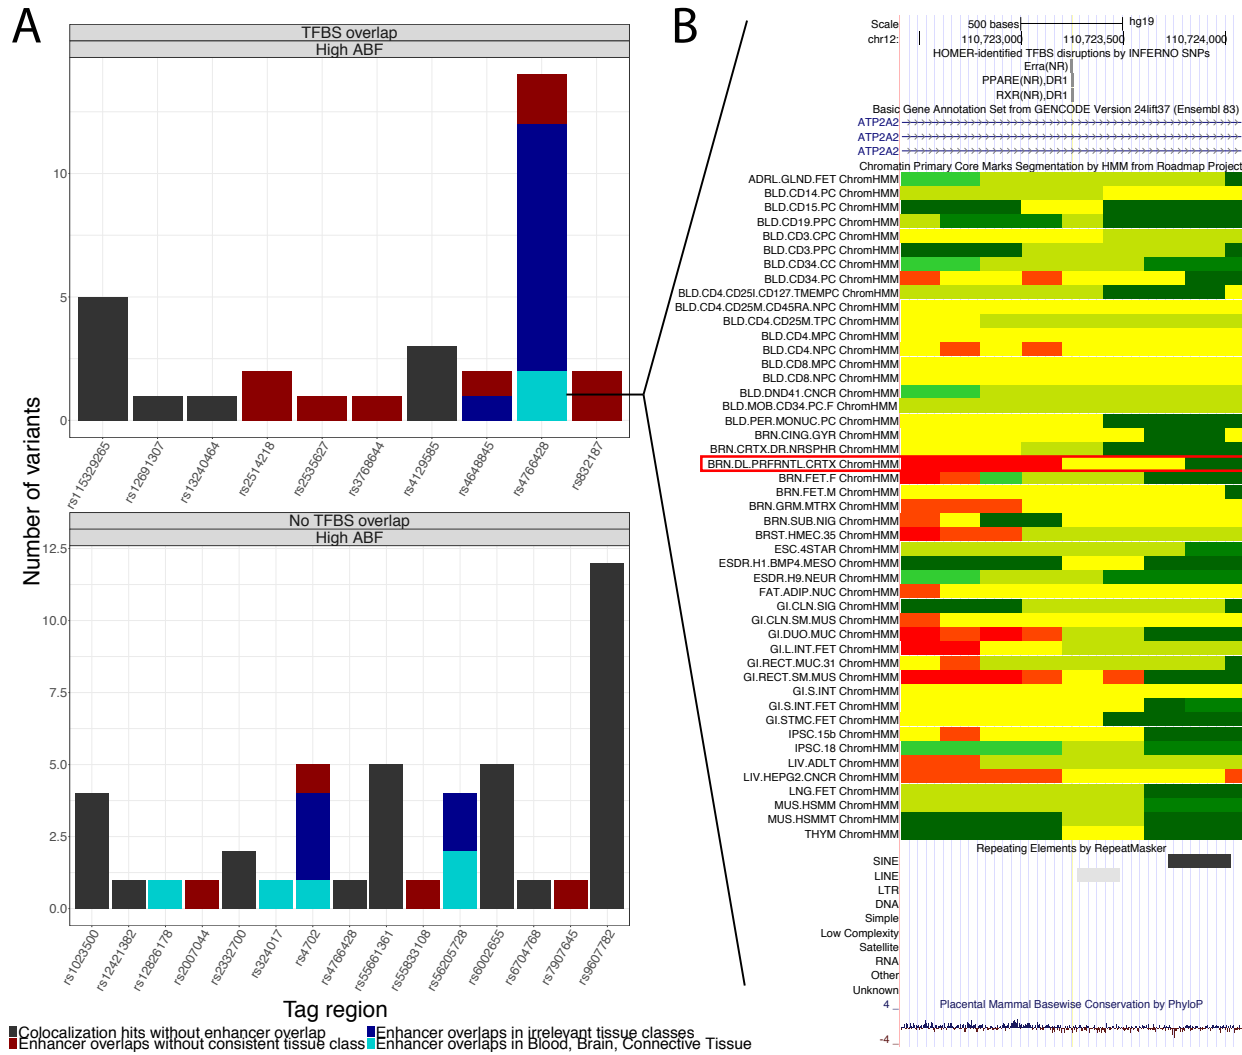 A
TFBS overlap
High ABF
10
5
0
rs115329265
rs12691307
rs13240464
rs2514218
rs2535627
rs3798644
rs4129585
rs4648845
rs4766428
rs832187
Number of variants
No TFBS overlap
High ABF
12.5
10.0
7.5
5.0
2.5
0.0
rs1023500
rs12421382
rs12826178
rs2007044
rs2332700
rs324017
rs4702
rs4766428
rs55661361
rs55833108
rs56205728
rs6002655
rs6704768
rs7907645
rs9607782
Tag region
Colocalization hits without enhancer overlap
Enhancer overlaps in irrelevant tissue classes
Enhancer overlaps without consistent tissue class
Enhancer overlaps in Blood, Brain, Connective Tissue
B
Scale
500 bases
hg19
chr12:
110,723,000
110,723,500
110,724,000
HOMER-identified TFBS disruptions by INFERNO SNPs
Erra(NR)
PPARE(NR),DR1
RXR(NR),DR1
Basic Gene Annotation Set from GENCODE Version 24lift37 (Ensembl 83)
ATP2A2
ATP2A2
ATP2A2
Chromatin Primary Core Marks Segmentation by HMM from Roadmap Project
ADRL.GLND.FET ChromHMM
BLD.CD14.PC ChromHMM
BLD.CD15.PC ChromHMM
BLD.CD19.PPC ChromHMM
BLD.CD3.CPC ChromHMM
BLD.CD3.PPC ChromHMM
BLD.CD34.CC ChromHMM
BLD.CD34.PC ChromHMM
BLD.CD4.CD25I.CD127.TMEMPC ChromHMM
BLD.CD4.CD25M.CD45RA.NPC ChromHMM
BLD.CD4.CD25M.TPC ChromHMM
BLD.CD4.MPC ChromHMM
BLD.CD4.NPC ChromHMM
BLD.CD8.MPC ChromHMM
BLD.CD8.NPC ChromHMM
BLD.DND41.CNCR ChromHMM
BLD.MOB.CD34.PC.F ChromHMM
BLD.PER.MONUC.PC ChromHMM
BRN.CING.GYR ChromHMM
BRN.CRTX.DR.NRSPHR ChromHMM
BRN.DL.PRFRNTL.CRTX ChromHMM
BRN.FET.F ChromHMM
BRN.FET.M ChromHMM
BRN.GRM.MTRX ChromHMM
BRN.SUB.NIG ChromHMM
BRST.HMEC.35 ChromHMM
ESC.4STAR ChromHMM
ESDR.H1.BMP4.MESO ChromHMM
ESDR.H9.NEUR ChromHMM
FAT.ADIP.NUC ChromHMM
GI.CLN.SIG ChromHMM
GI.CLN.SM.MUS ChromHMM
GI.DUO.MUC ChromHMM
GI.L.INT.FET ChromHMM
GI.RECT.MUC.31 ChromHMM
GI.RECT.SM.MUS ChromHMM
GI.S.INT ChromHMM
GI.S.INT.FET ChromHMM
GI.STMC.FET ChromHMM
IPSC.15b ChromHMM
IPSC.18 ChromHMM
LIV.ADLT ChromHMM
LIV.HEPG2.CNCR ChromHMM
LNG.FET ChromHMM
MUS.HSMM ChromHMM
MUS.HSMMT ChromHMM
THYM ChromHMM
Repeating Elements by RepeatMasker
SINE
LINE
LTR
DNA
Simple
Low Complexity
Satellite
RNA
Other
Unknown
Placental Mammal Basewise Conservation by PhyloP
4
-4